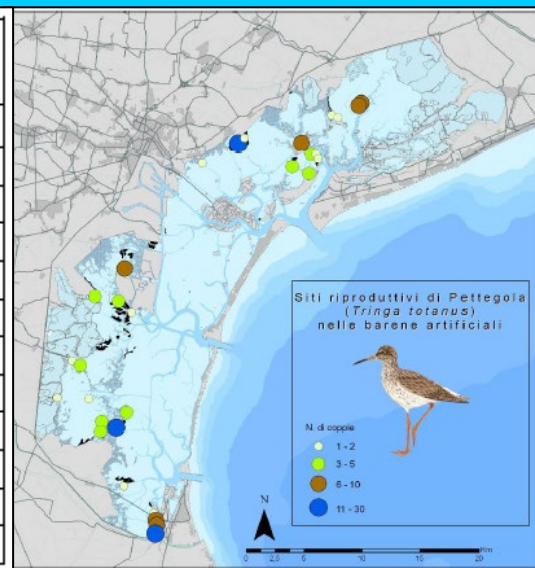 Siti riproduttivi di Pettegola
(Tringa totanus)
nelle barene artificiali
N. di coppie
1 - 2
3 - 5
6 - 10
11 - 30
N
0 2,5 5 10 15 20
Km